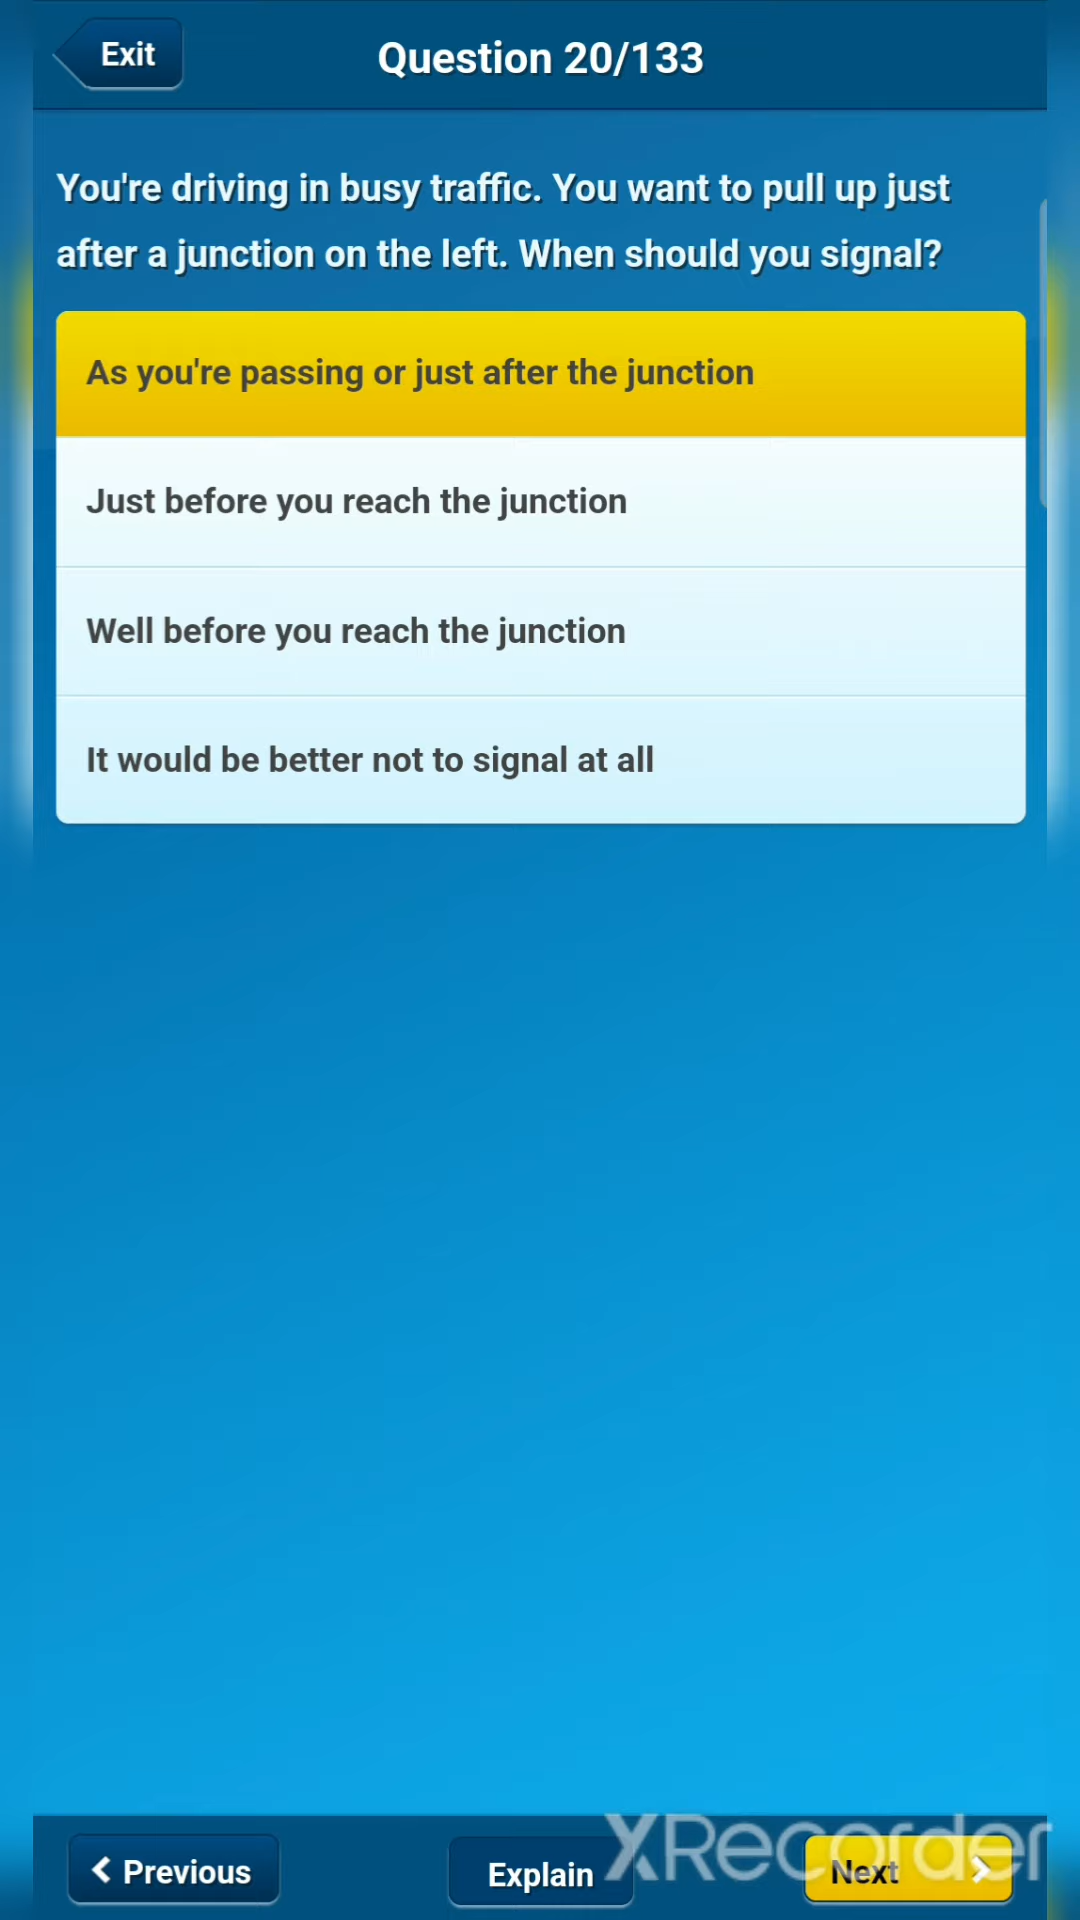 Exit
Question 20/133
You're driving in busy traffic. You want to pull up just
after a junction on the left. When should you signal?
As you're passing or just after the junction
Just before you reach the junction
Well before you reach the junction
It would be better not to signal at all
Previous
Explain
Next
XRecorder